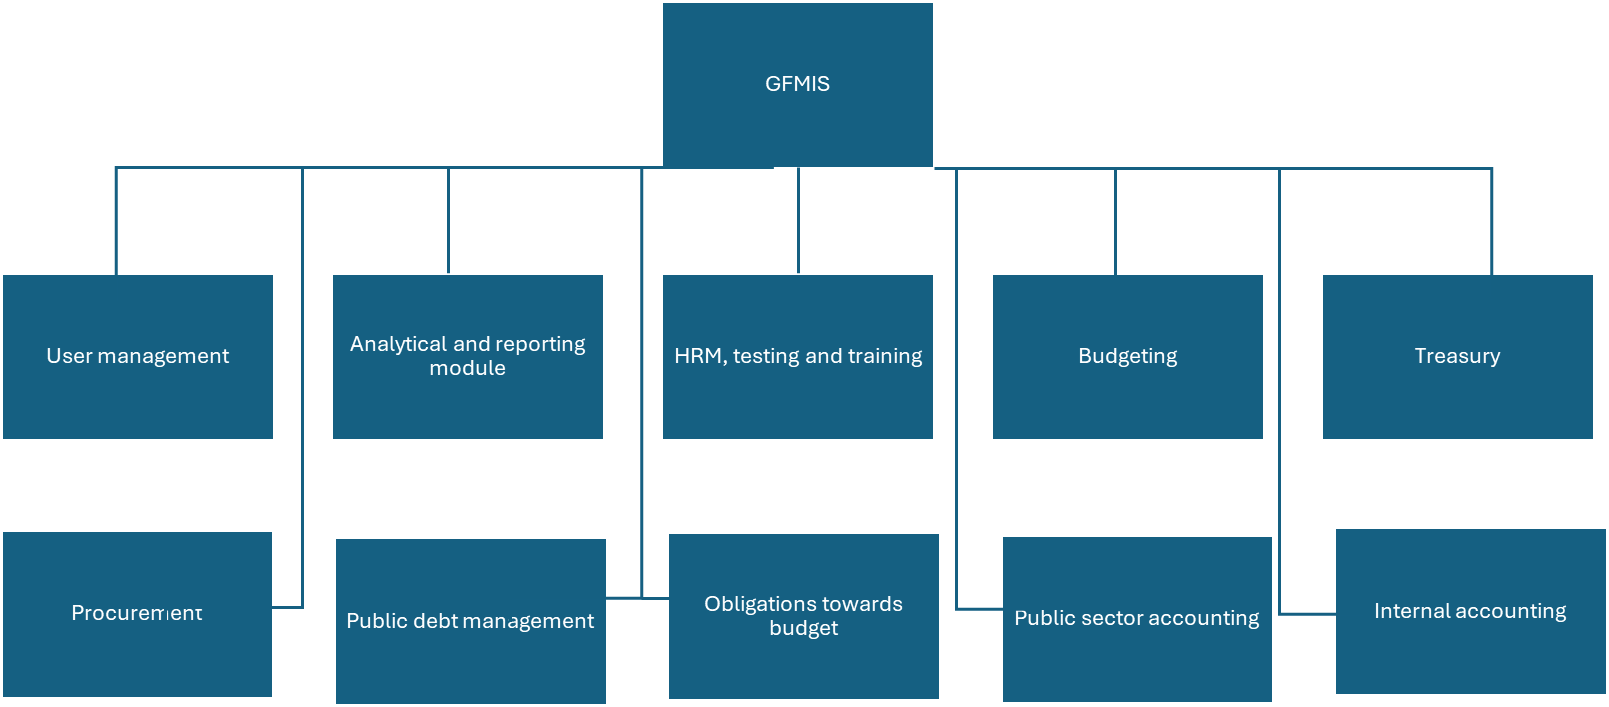 GFMIS
User management
Analytical and reporting
module
HRM, testing and training
Budgeting
Treasury
Procurement
Public debt management
Obligations towards
budget
Public sector accounting
Internal accounting